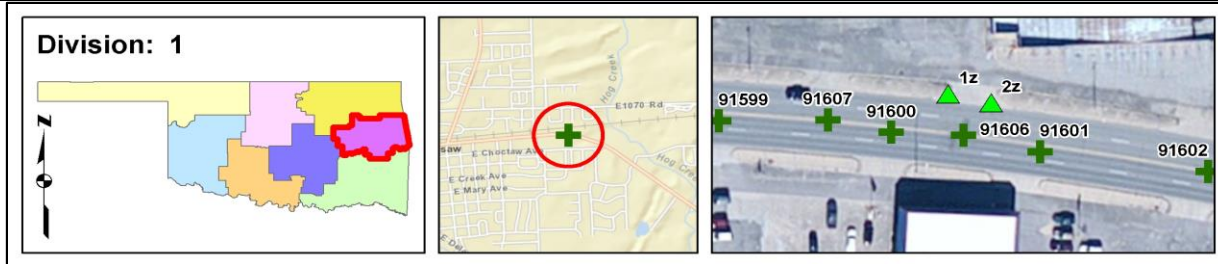 Division: 1
N
Hog Creek
E1070 Rd
saw
E Choctaw Ave
Hog Creek
E Creek Ave
E Mary Ave
1z
2z
91599
91607
91600
91606
91601
91602